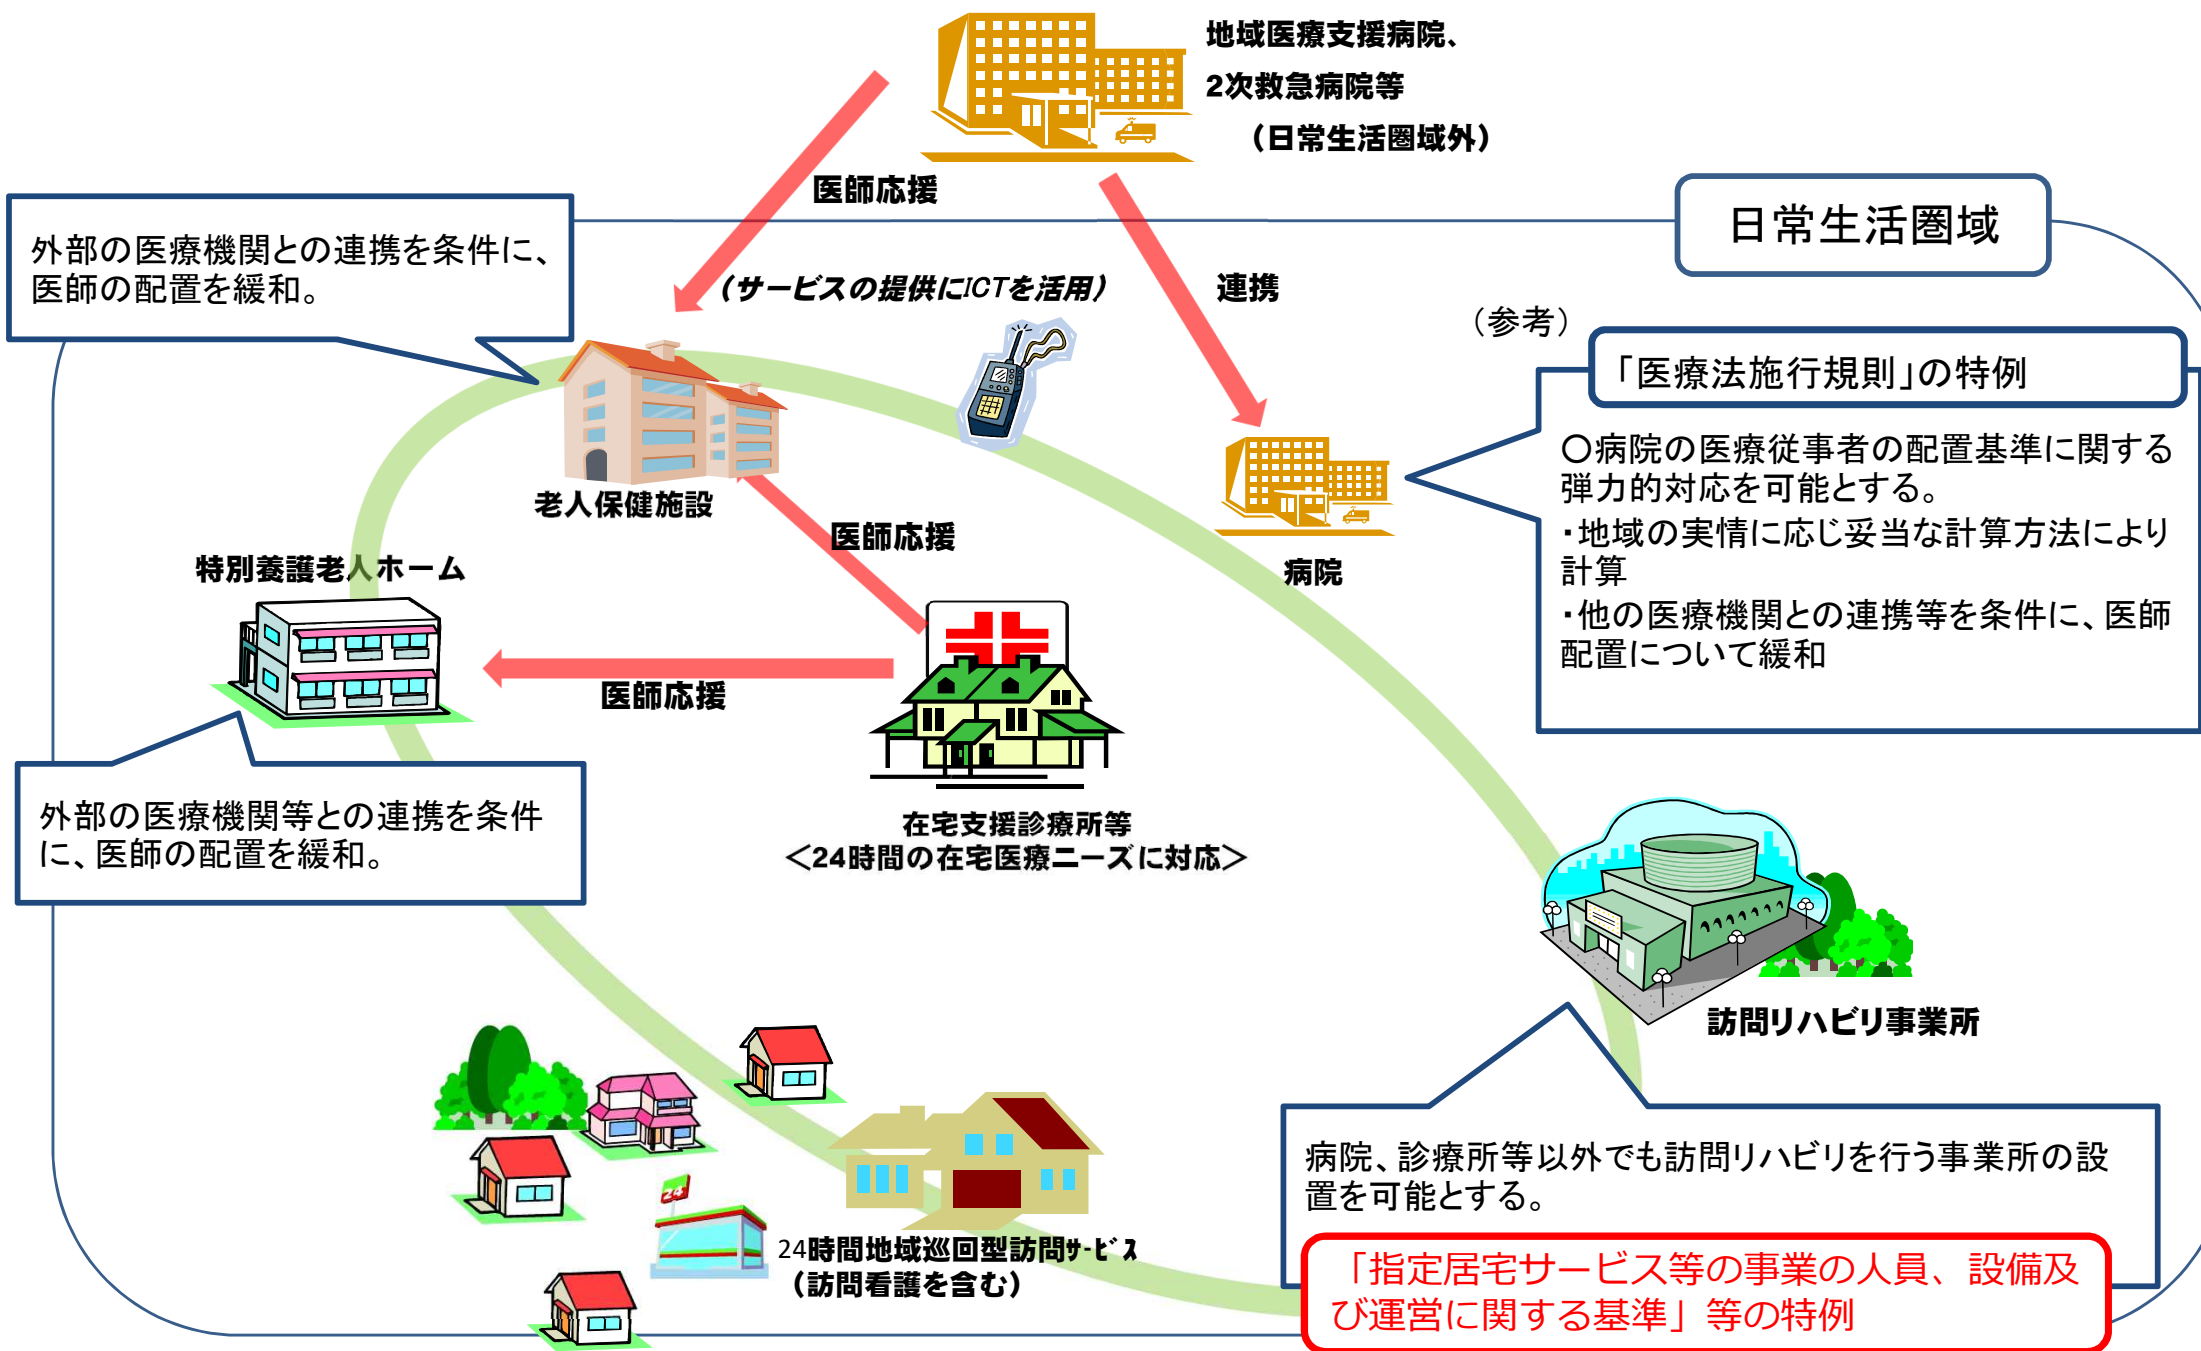 地域医療支援病院、
2次救急病院等
（日常生活圏域外）
医師応援
日常生活圏域
外部の医療機関との連携を条件に、
医師の配置を緩和。
（サービスの提供にICTを活用）
連携
（参考）
「医療法施行規則」の特例
〇病院の医療従事者の配置基準に関する
弾力的対応を可能とする。
・地域の実情に応じ妥当な計算方法により
計算
・他の医療機関との連携等を条件に、医師
配置について緩和
老人保健施設
医師応援
病院
特別養護老人ホーム
医師応援
外部の医療機関等との連携を条件
に、医師の配置を緩和。
在宅支援診療所等
＜24時間の在宅医療ニーズに対応＞
訪問リハビリ事業所
病院、診療所等以外でも訪問リハビリを行う事業所の設
置を可能とする。
「指定居宅サービス等の事業の人員、設備及
び運営に関する基準」等の特例
24
24時間地域巡回型訪問ｻｰﾋﾞｽ
（訪問看護を含む）